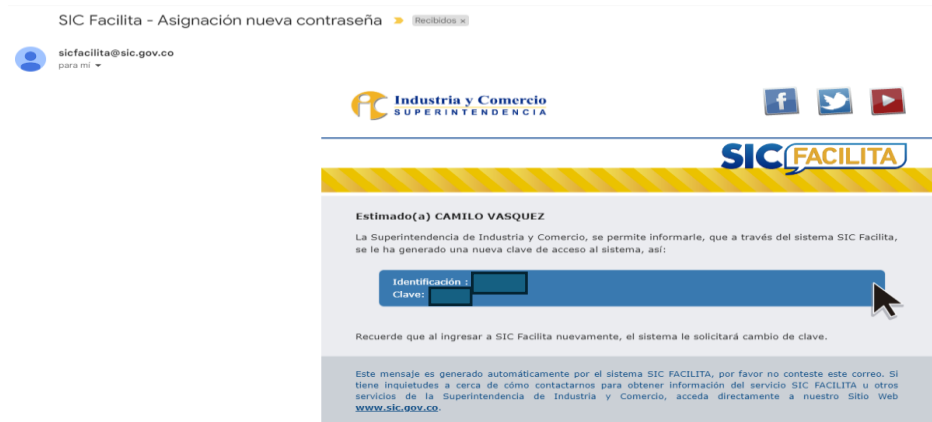 SIC Facilita - Asignación nueva contraseña
Recibidos x
sicfacilita@sic.gov.co
para mí
Industria y Comercio
SUPERINTENDENCIA
SIC FACILITA
Estimado(a) CAMILO VASQUEZ
La Superintendencia de Industria y Comercio, se permite informarle, que a través del sistema SIC Facilita,
se le ha generado una nueva clave de acceso al sistema, así:
Identificación :
Clave:
Recuerde que al ingresar a SIC Facilita nuevamente, el sistema le solicitará cambio de clave.
Este mensaje es generado automáticamente por el sistema SIC FACILITA, por favor no conteste este correo. Si
tiene inquietudes a cerca de cómo contactarnos para obtener información del servicio SIC FACILITA u otros
servicios de la Superintendencia de Industria y Comercio, acceda directamente a nuestro Sitio Web
www.sic.gov.co.